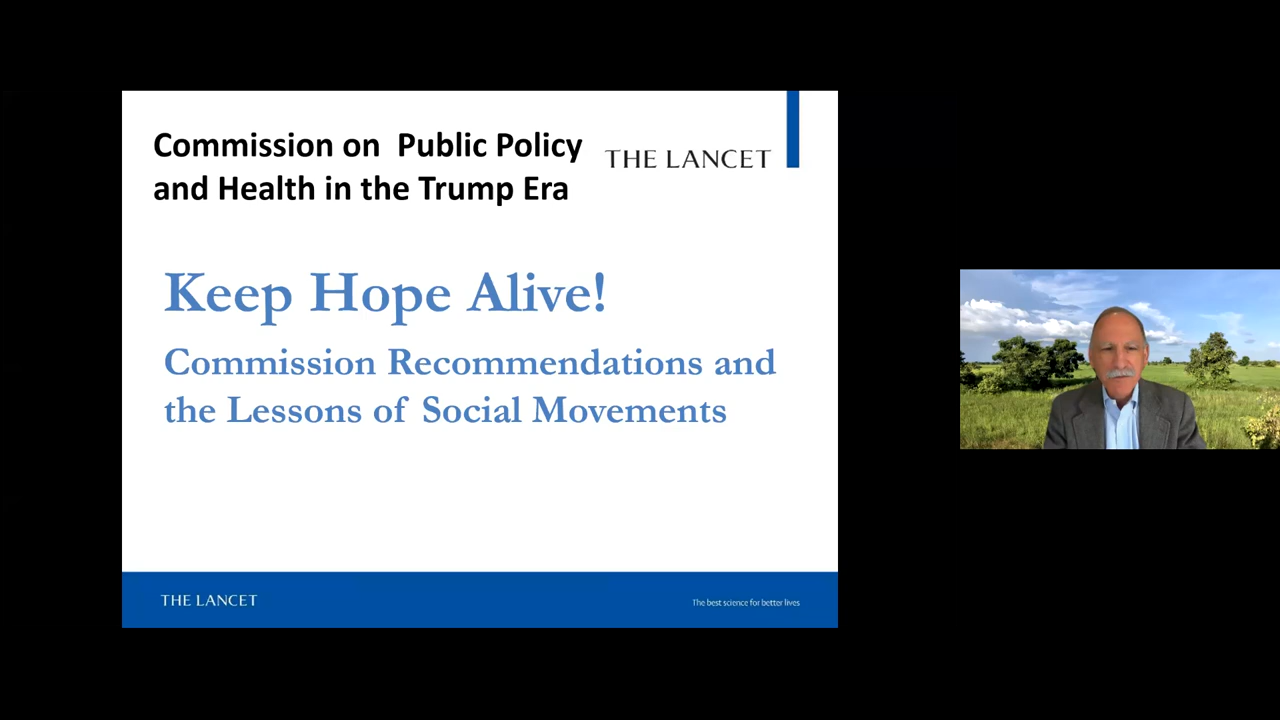 Commission on Public Policy
and Health in the Trump Era
THE LANCET
Keep Hope Alive!
Commission Recommendations and
the Lessons of Social Movements
THE LANCET
The best science for better lives